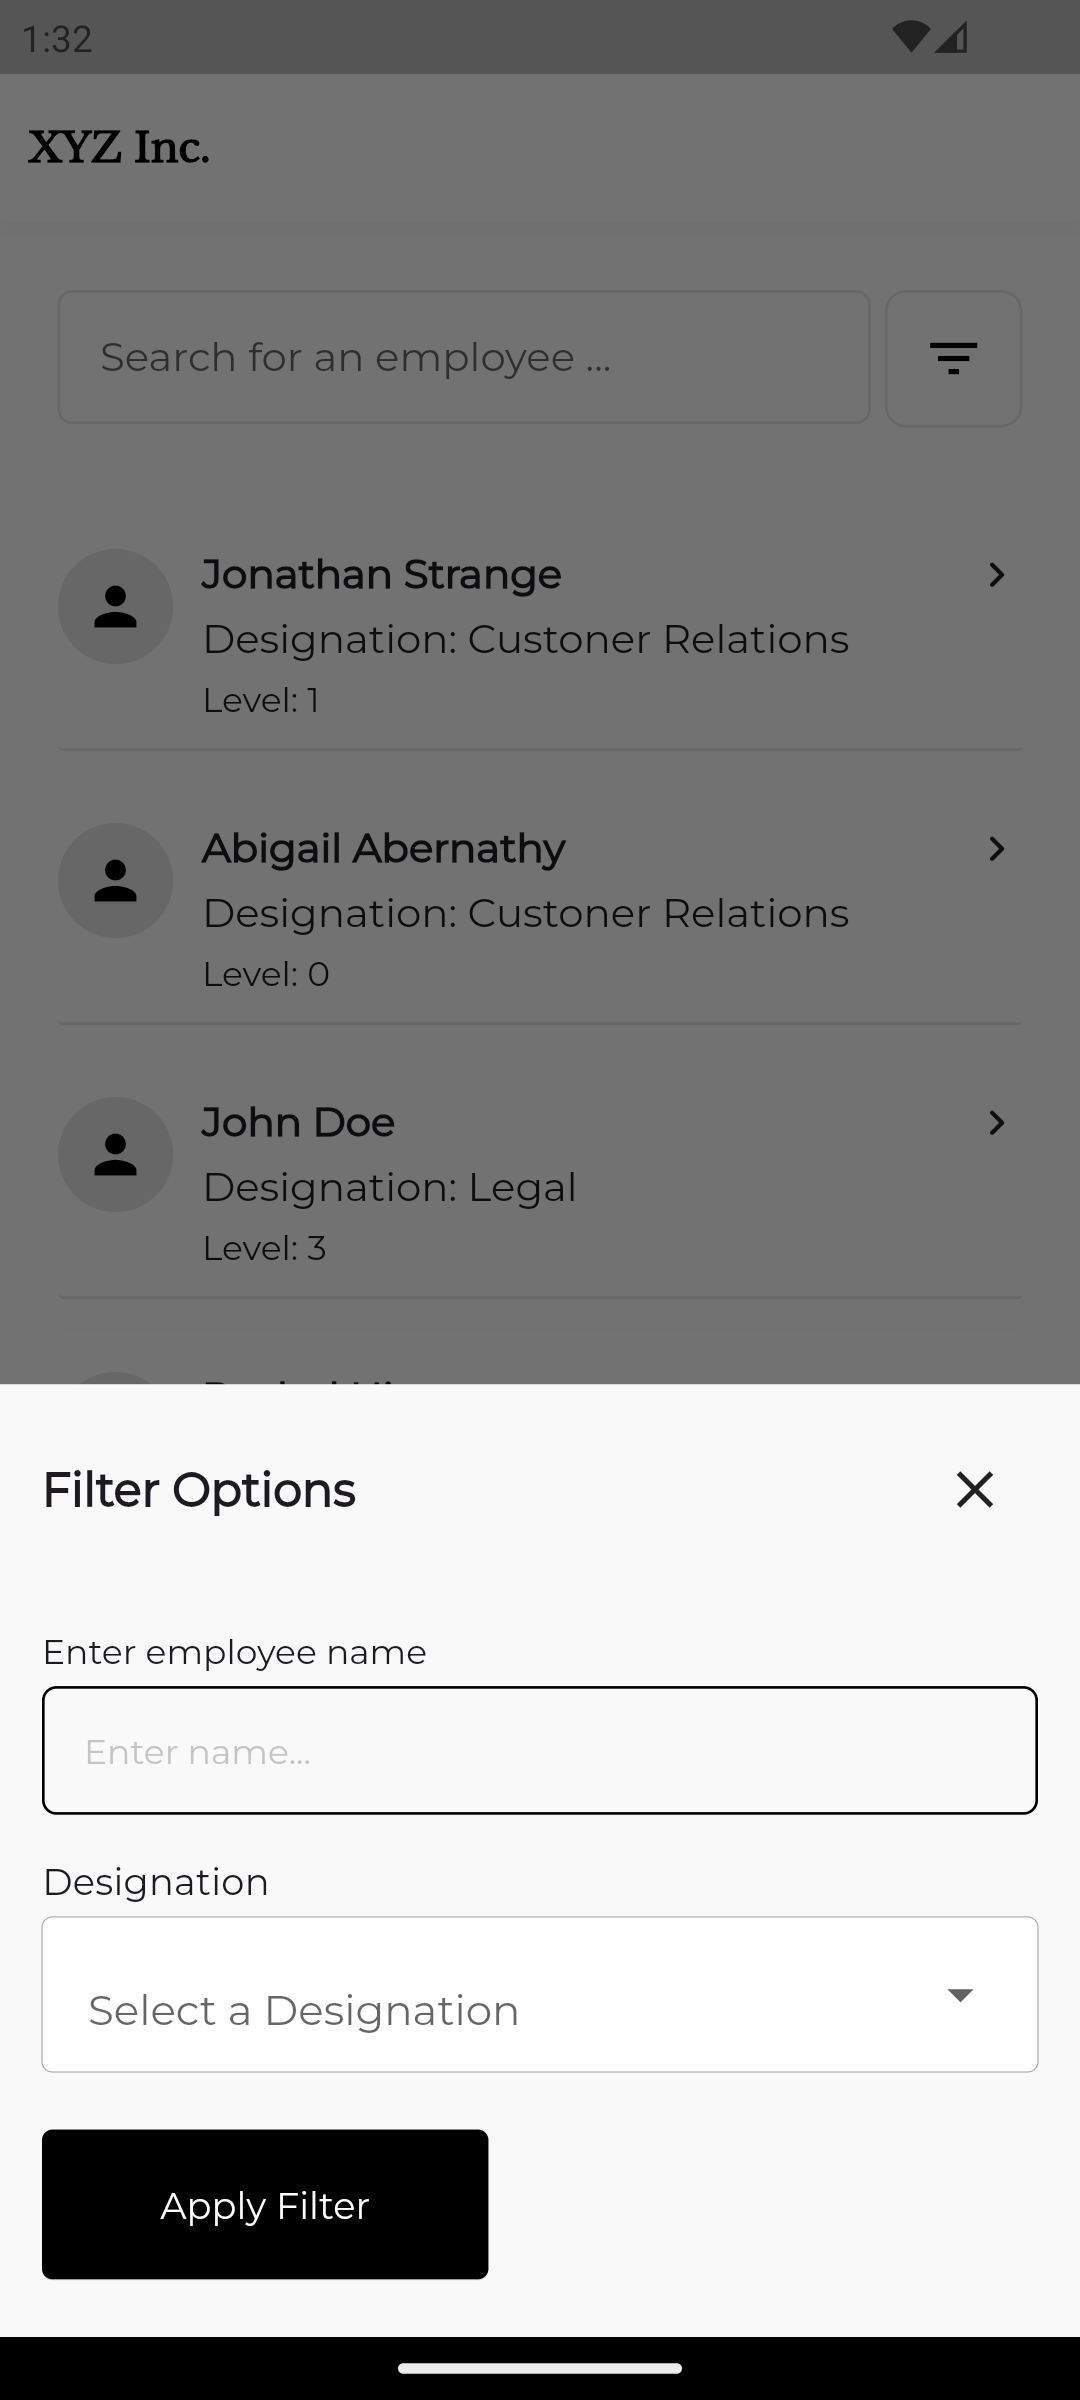 1:32
XYZ Inc.
Search for an employee ...
Jonathan Strange
Designation: Custoner Relations
Level: 1
Abigail Abernathy
Designation: Custoner Relations
Level: 0
John Doe
Designation: Legal
Level: 3
Filter Options
Enter employee name
Enter name...
Designation
Select a Designation
Apply Filter